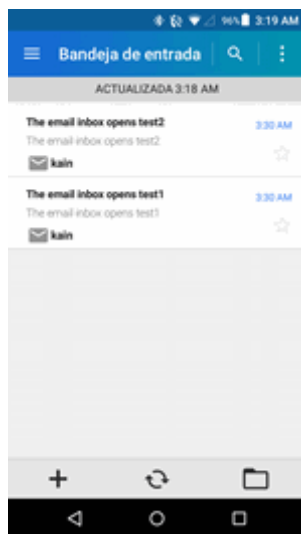 96% 3:19 AM
Bandeja de entrada
ACTUALIZADA 3:18 AM
The email inbox opens test2 3:30 AM
The email inbox opens test2
kain
The email inbox opens test1 3:30 AM
The email inbox opens test1
kain